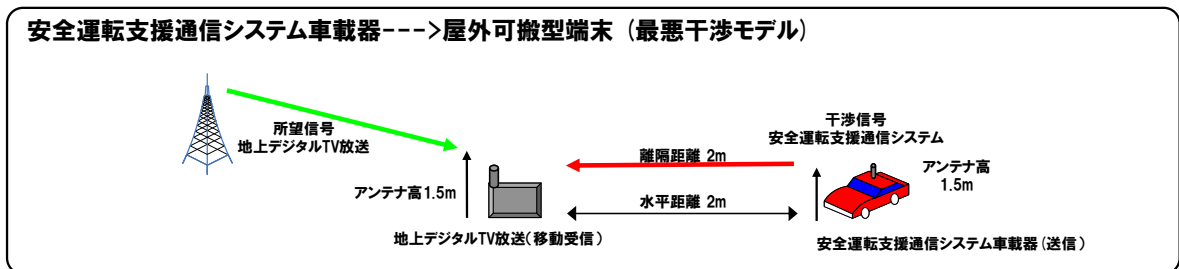 安全運転支援通信システム車載器--->屋外可搬型端末（最悪干渉モデル）
所望信号
地上デジタルTV放送
干渉信号
安全運転支援通信システム
離隔距離 2m
アンテナ高
1.5m
アンテナ高1.5m
水平距離 2m
地上デジタルTV放送(移動受信)
安全運転支援通信システム車載器(送信)